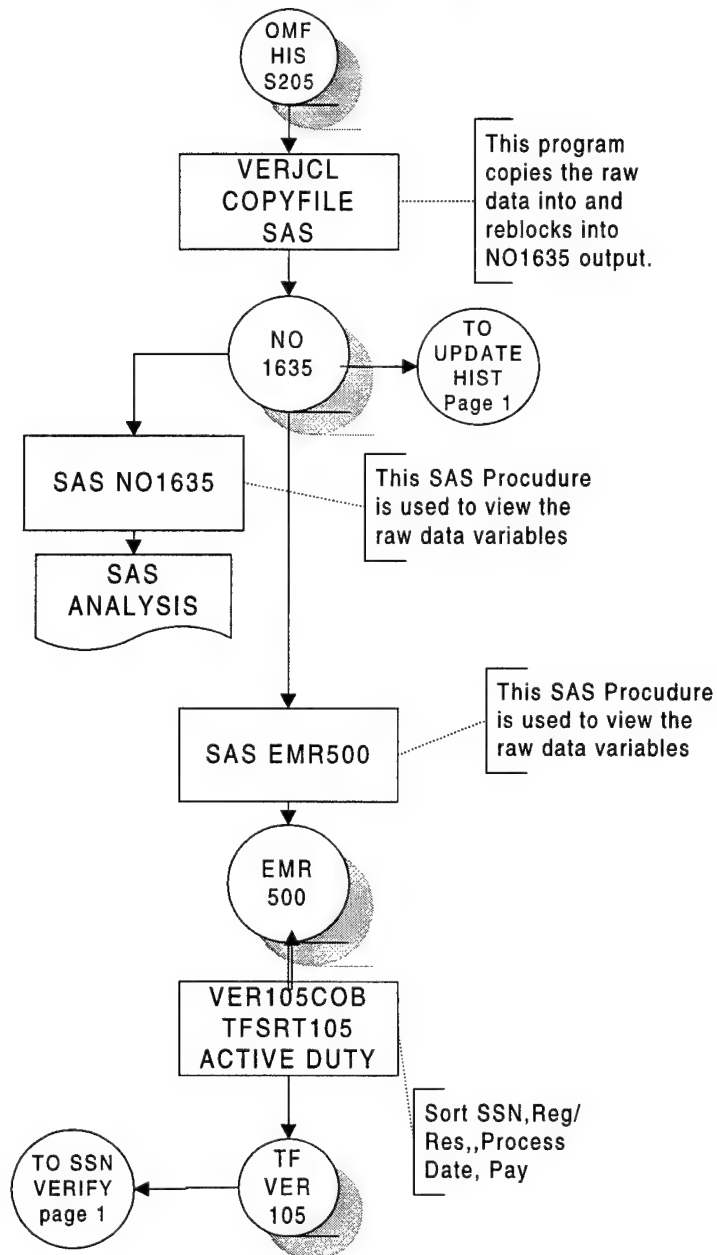 OMF
HIS
S205
VERJCL
COPYFILE
SAS
This program
copies the raw
data into and
reblocks into
NO1635 output.
NO
1635
TO
UPDATE
HIST
Page 1
SAS NO1635
This SAS Procudure
is used to view the
raw data variables
SAS
ANALYSIS
This SAS Procudure
is used to view the
raw data variables
SAS EMR500
EMR
500
VER105COB
TFSRT105
ACTIVE DUTY
Sort SSN,Reg/
Res,,Process
Date, Pay
TO SSN
VERIFY
page 1
TF
VER
105